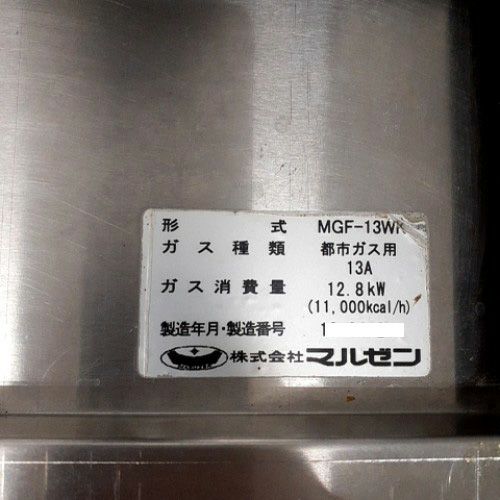 形式 MGF-13WK
ガス種類 都市ガス用
13A
ガス消費量 12.8kW
(11,000kcal/h)
製造年月・製造番号 1
株式会社マルゼン